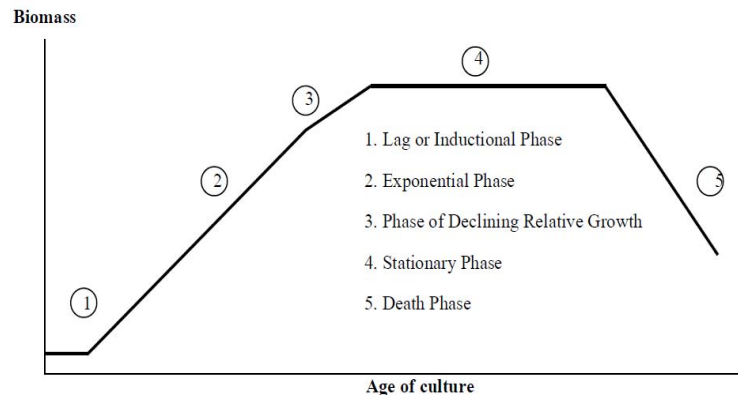 Biomass
4
3
1. Lag or Inductional Phase
2
2. Exponential Phase
5
3. Phase of Declining Relative Growth
4. Stationary Phase
1
5. Death Phase
Age of culture